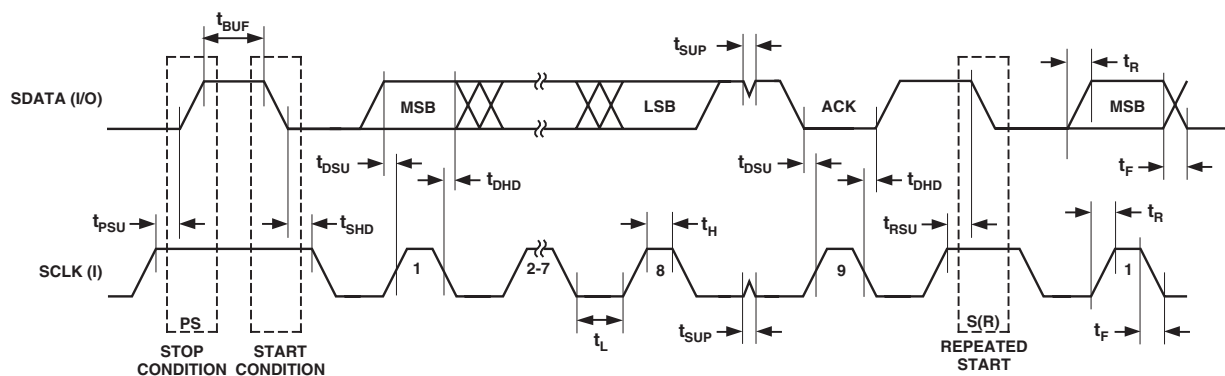 tBUF
tSUP
tR
SDATA (I/O)
MSB
LSB
ACK
MSB
tDSU
tDHD
tDSU
tDHD
tF
tPSU
tSHD
tH
tRSU
tR
SCLK (I)
1
2-7
8
9
1
PS
tL
tSUP
S(R)
tF
STOP
CONDITION
START
CONDITION
REPEATED
START